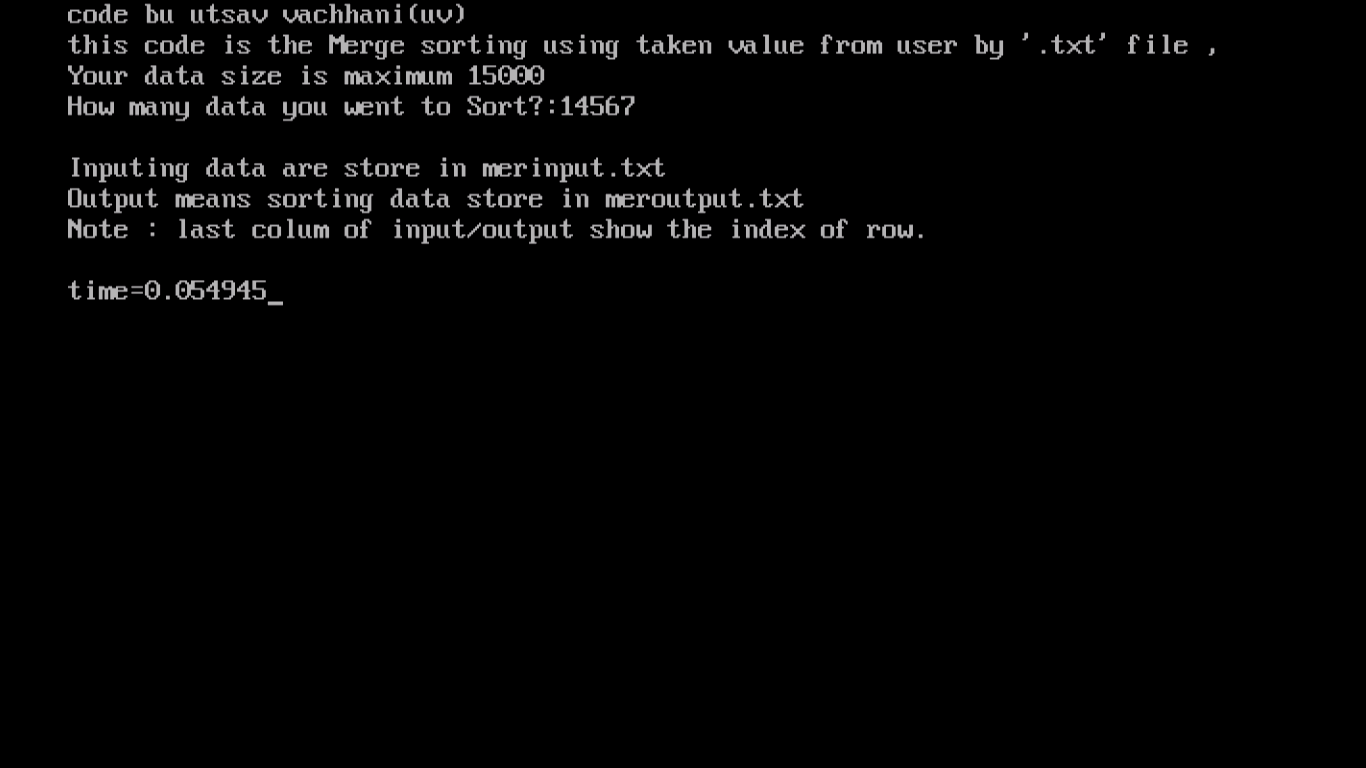 code bu utsav vachhani(uv)
this code is the Merge sorting using taken value from user by '.txt' file ,
Your data size is maximum 15000
How many data you went to Sort?:14567
Inputing data are store in merinput.txt
Output means sorting data store in meroutput.txt
Note : last colum of input/output show the index of row.
time=0.054945_